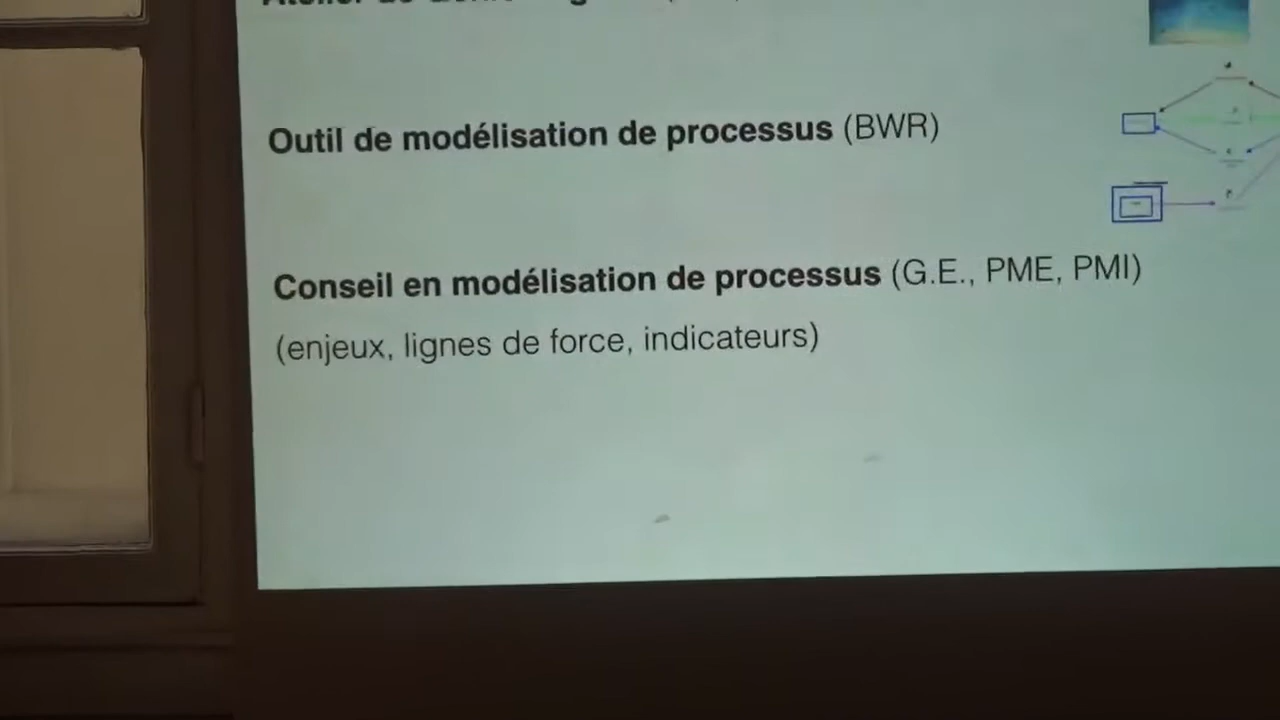 Outil de modélisation de processus (BWR)
Conseil en modélisation de processus (G.E., PME, PMI)
(enjeux, lignes de force, indicateurs)